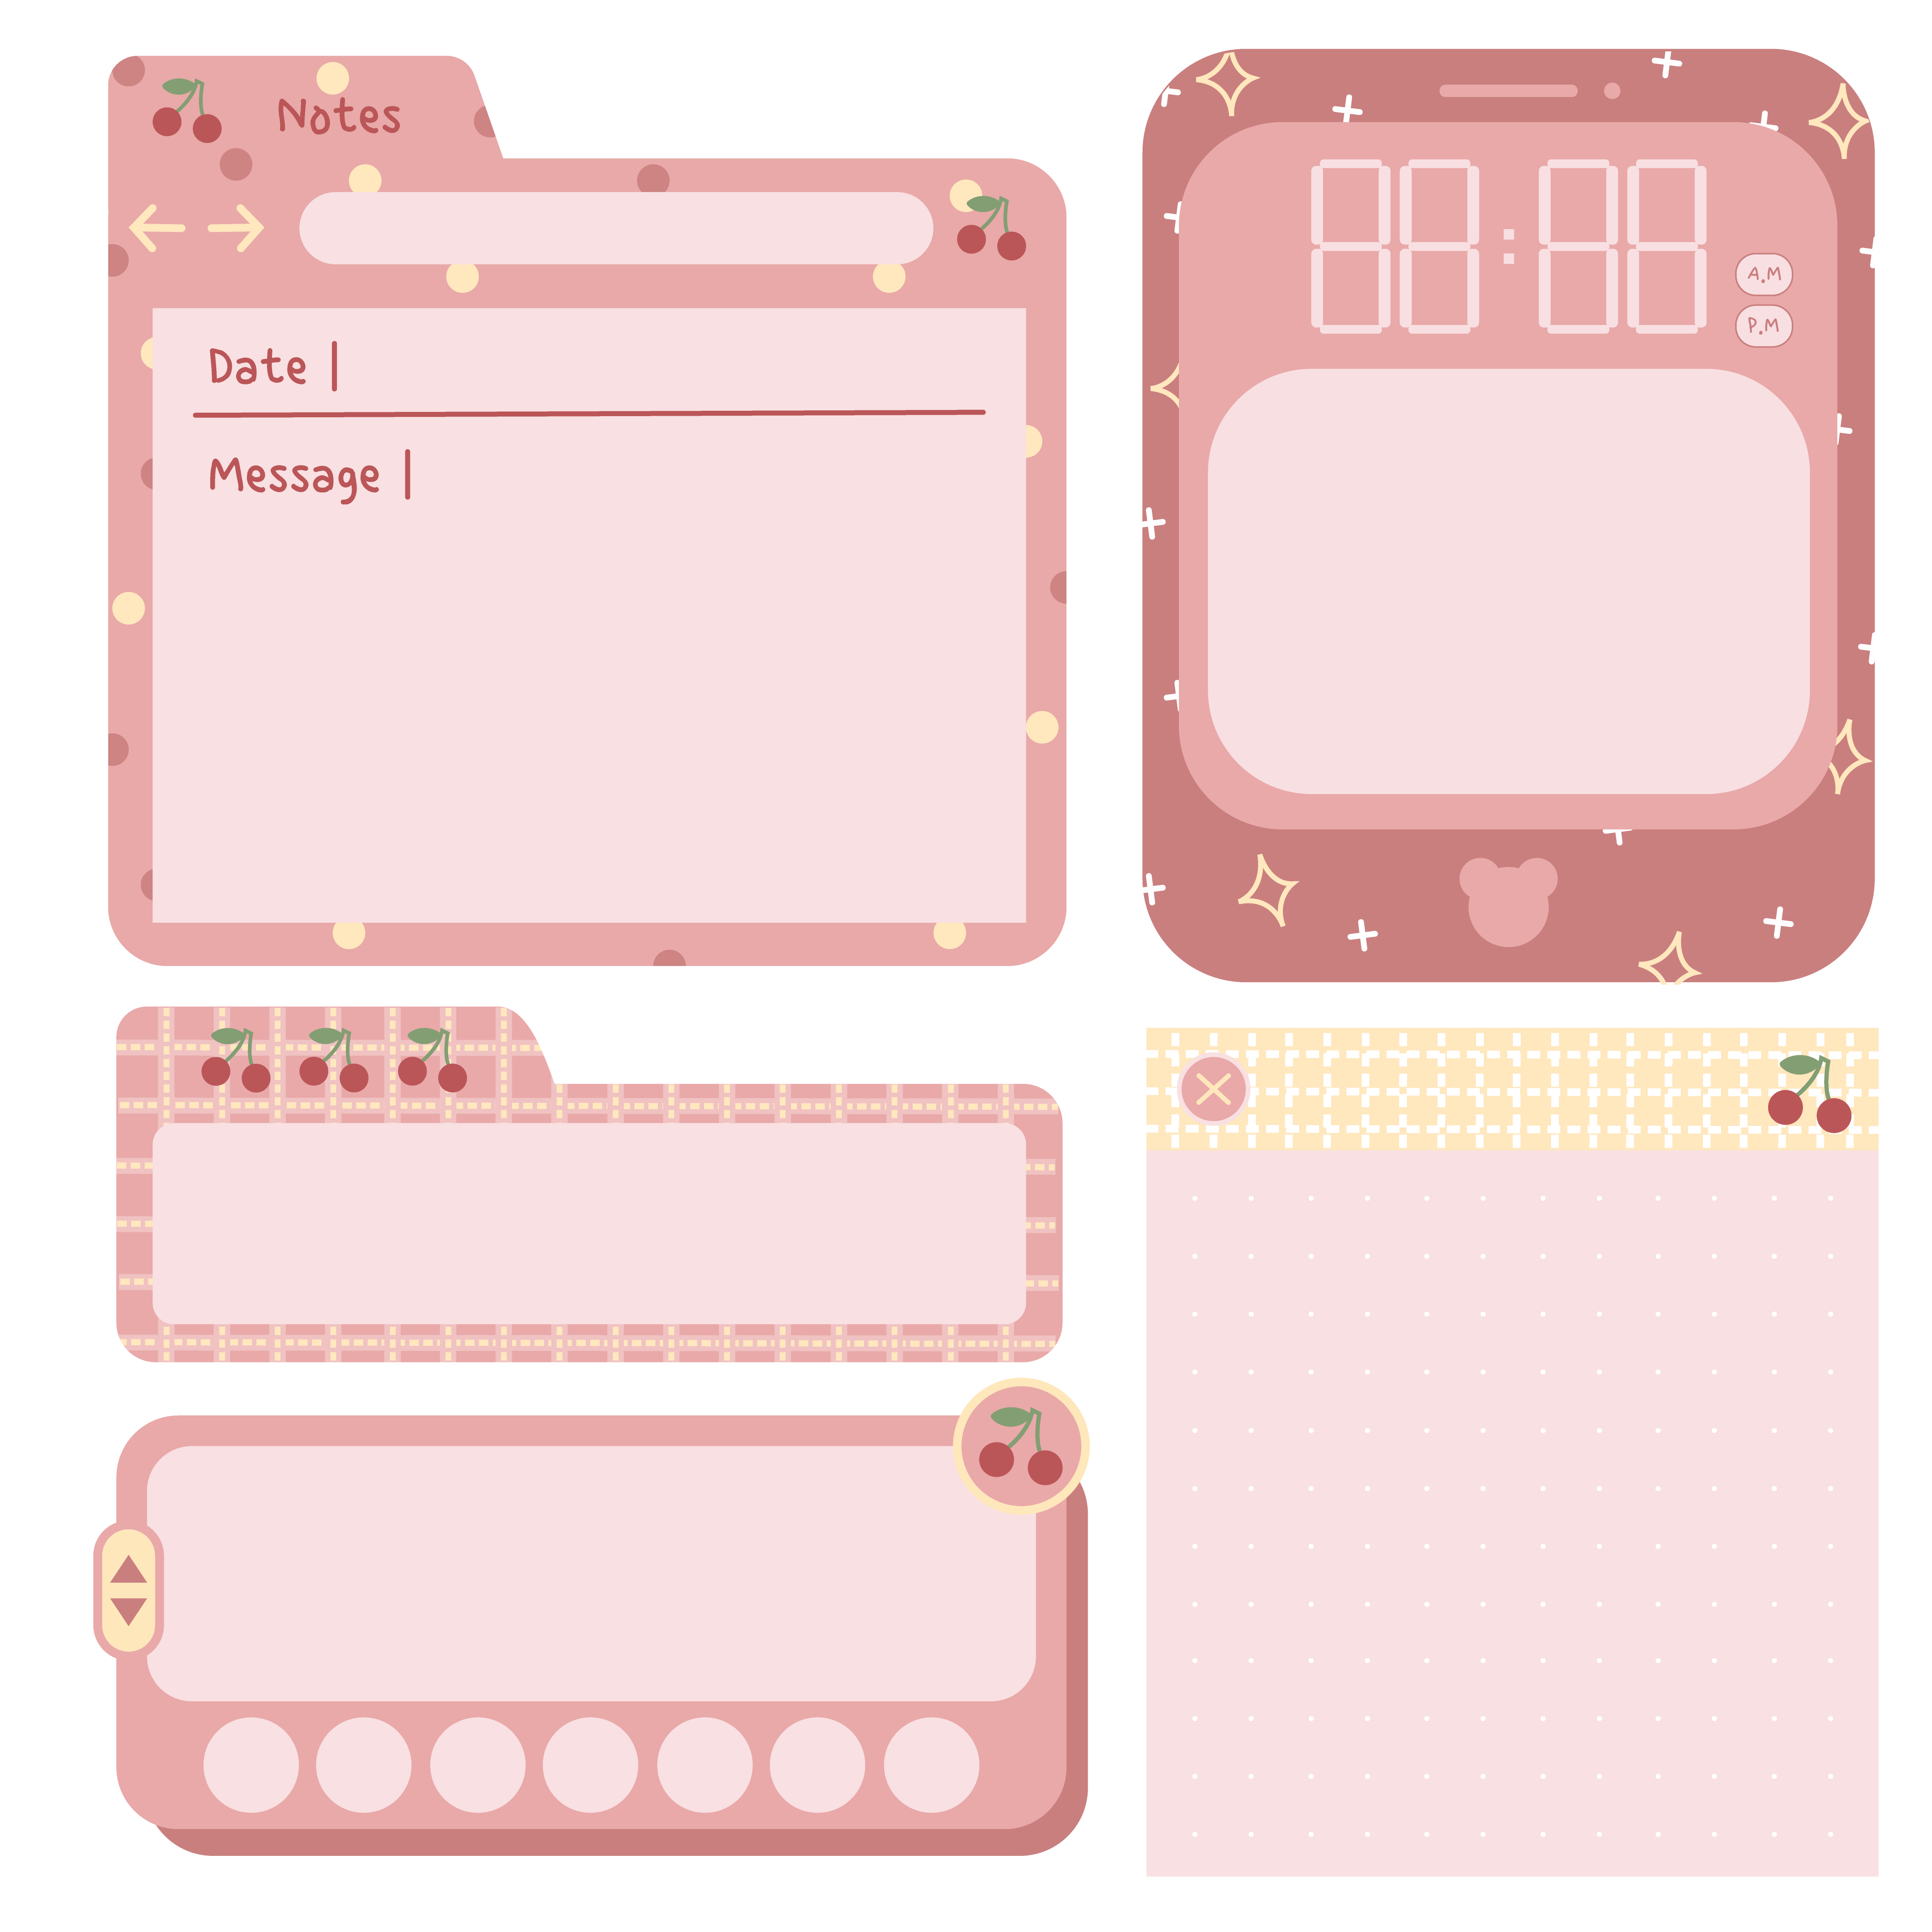 Notes
Date |
Message |
A.M
P.M